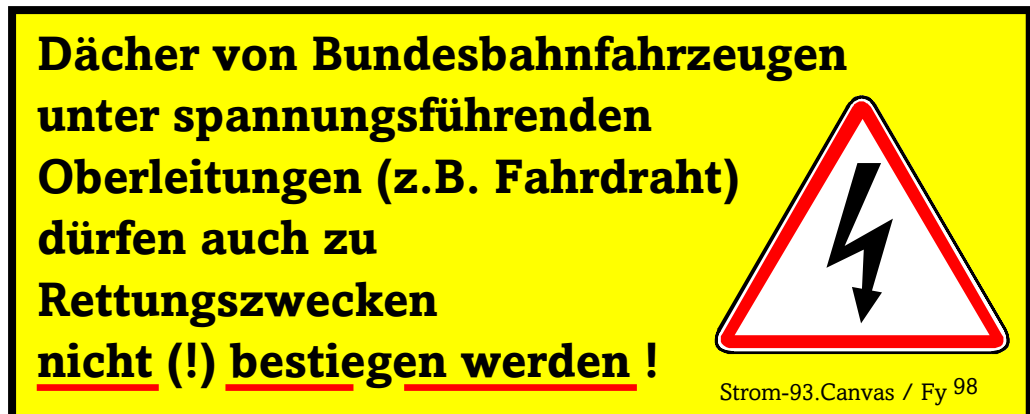 Dächer von Bundesbahnfahrzeugen
unter spannungsführenden
Oberleitungen (z.B. Fahrdraht)
dürfen auch zu
Rettungszwecken
nicht (!) bestiegen werden !
Strom-93.Canvas / Fy 98